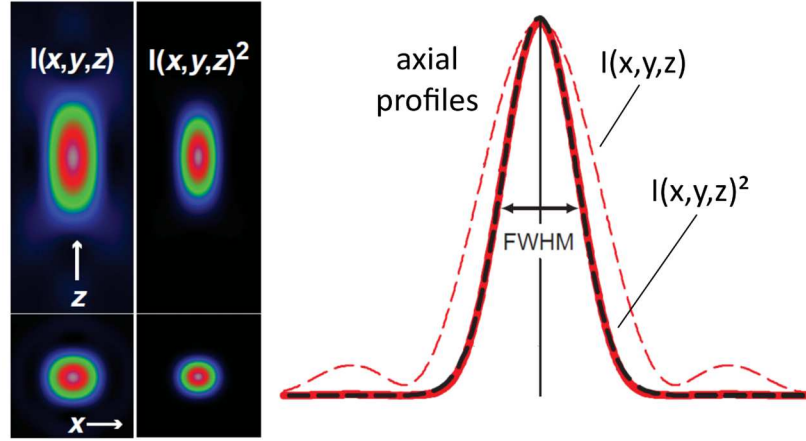 I(x,y,z)
I(x,y,z)²
z
x
axial
profiles
I(x,y,z)
I(x,y,z)²
FWHM